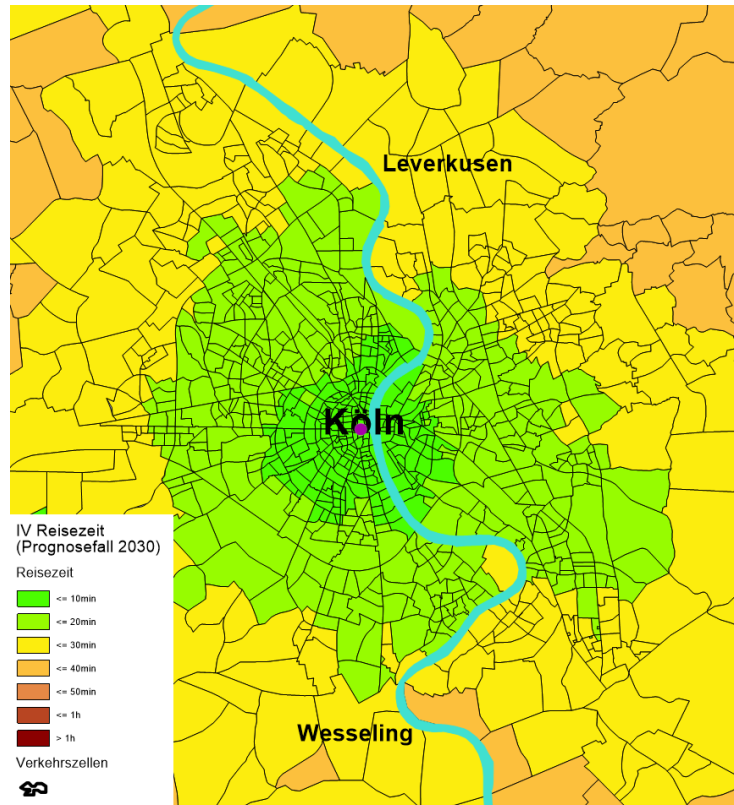 Leverkusen
Köln
Wesseling
IV Reisezeit
(Prognosefall 2030)
Reisezeit
<= 10min
<= 20min
<= 30min
<= 40min
<= 50min
<= 1h
> 1h
Verkehrszellen